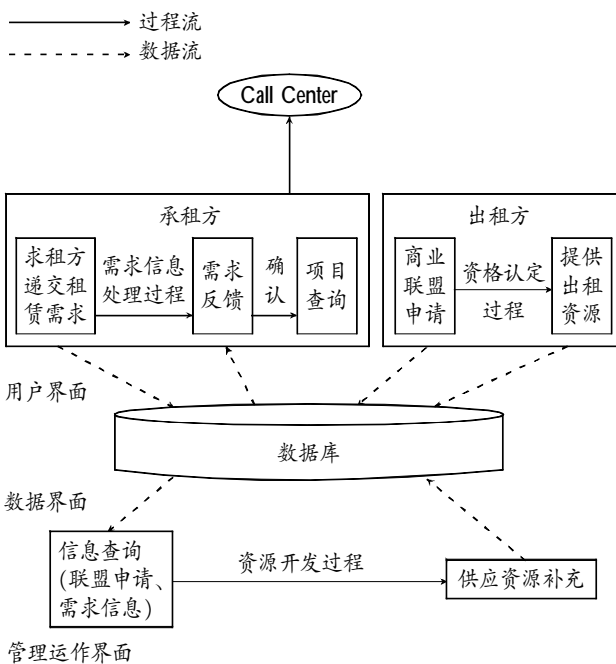 过程流
数据流
Call Center
承租方
求租方
递交租
赁需求
需求信息
处理过程
需求
反馈
确
认
项目
查询
出租方
商业
联盟
申请
资格认定
过程
提供
出租
资源
用户界面
数据库
数据界面
信息查询
(联盟申请、
需求信息)
资源开发过程
供应资源补充
管理运作界面